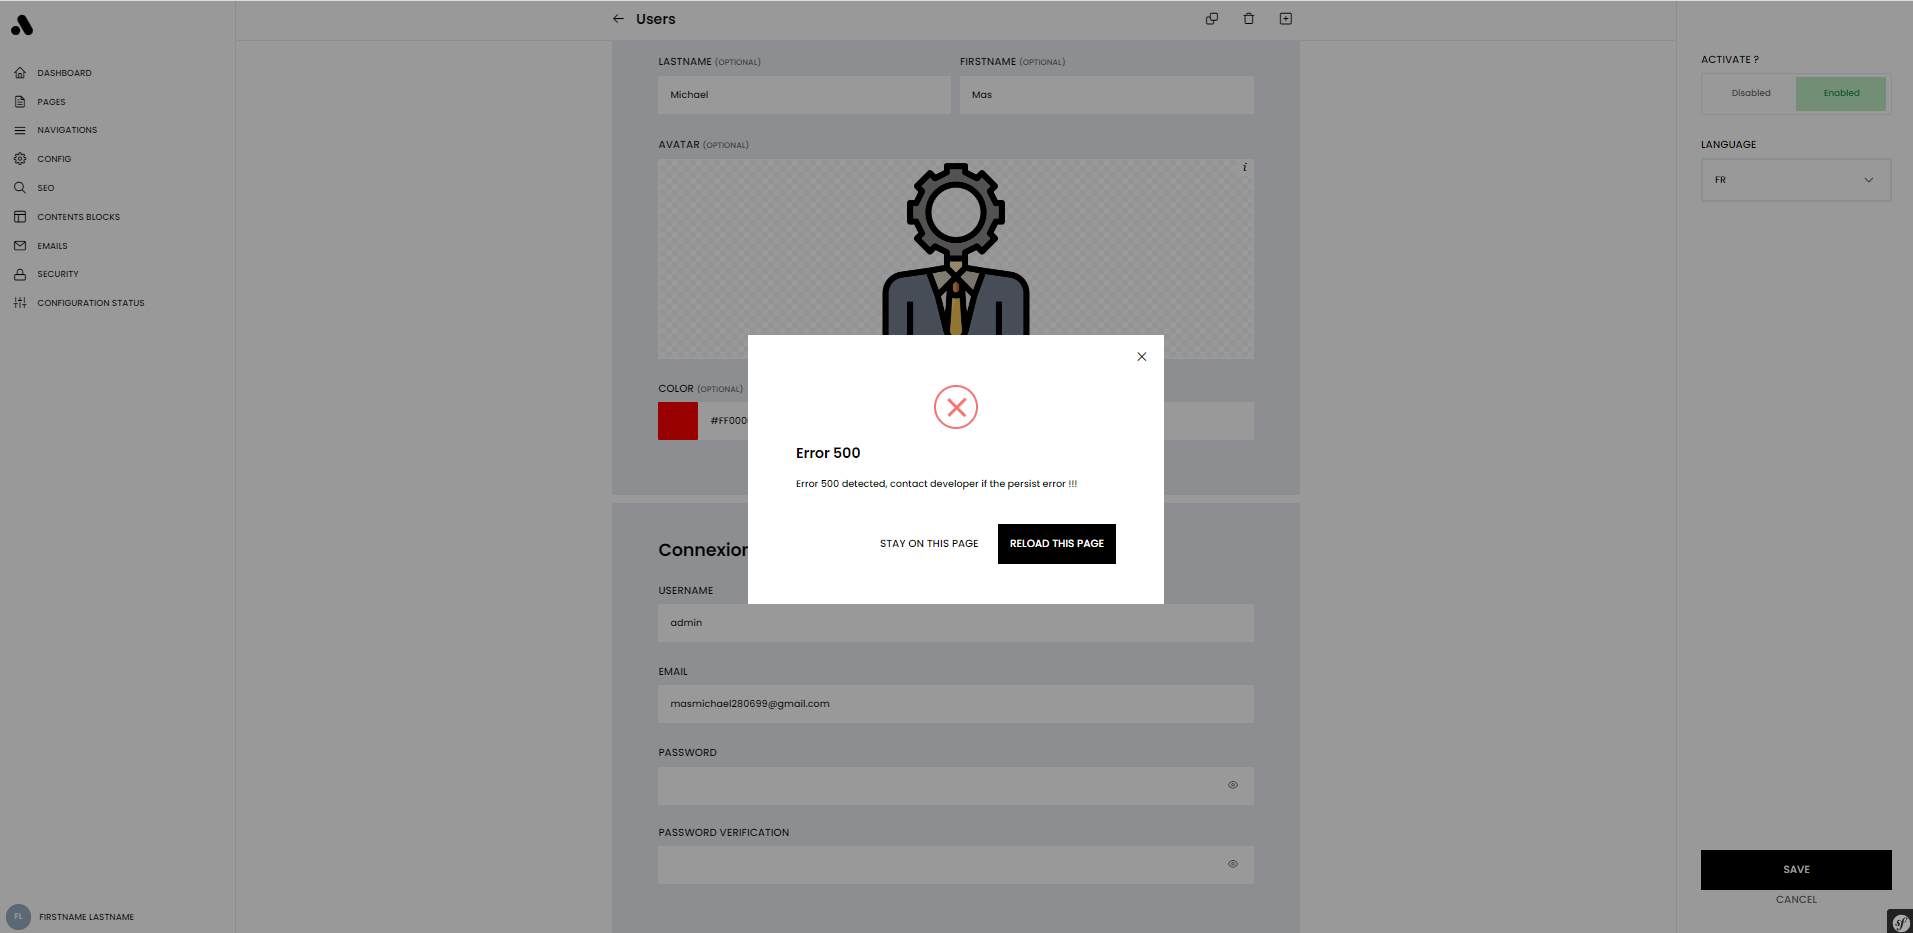 Users
DASHBOARD
PAGES
NAVIGATIONS
CONFIG
SEO
CONTENTS BLOCKS
EMAILS
SECURITY
CONFIGURATION STATUS
FL FIRSTNAME LASTNAME
LASTNAME (OPTIONAL) FIRSTNAME (OPTIONAL)
Michael Mas
AVATAR (OPTIONAL)
i
COLOR (OPTIONAL)
#FF000
Error 500
Error 500 detected, contact developer if the persist error !!!
STAY ON THIS PAGE RELOAD THIS PAGE
Connexion
USERNAME
admin
EMAIL
masmichael280699@gmail.com
PASSWORD
PASSWORD VERIFICATION
ACTIVATE ?
Disabled Enabled
LANGUAGE
FR
SAVE
CANCEL
sf